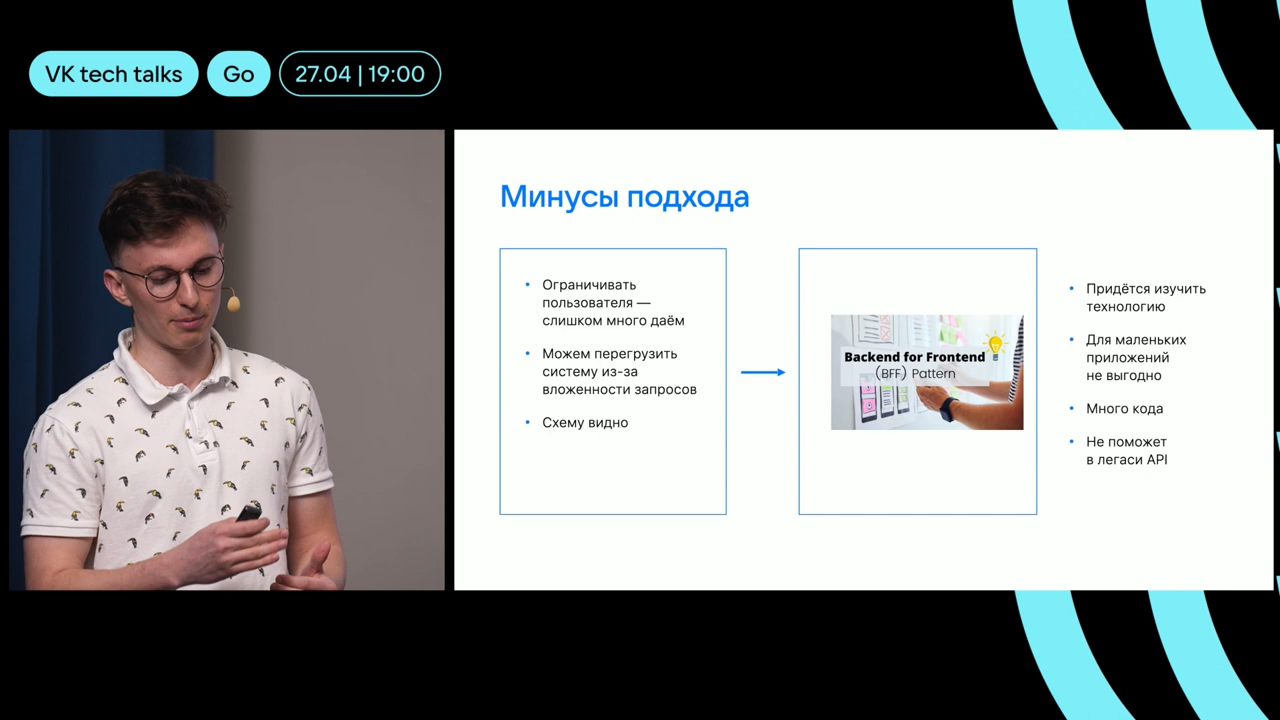 VK tech talks
Go
27.04 | 19:00
Минусы подхода
• Ограничивать
пользователя —
слишком много даём
• Можем перегрузить
систему из-за
вложенности запросов
• Схему видно
Backend for Frontend
(BFF) Pattern
• Придётся изучить
технологию
• Для маленьких
приложений
не выгодно
• Много кода
• Не поможет
в легаси API